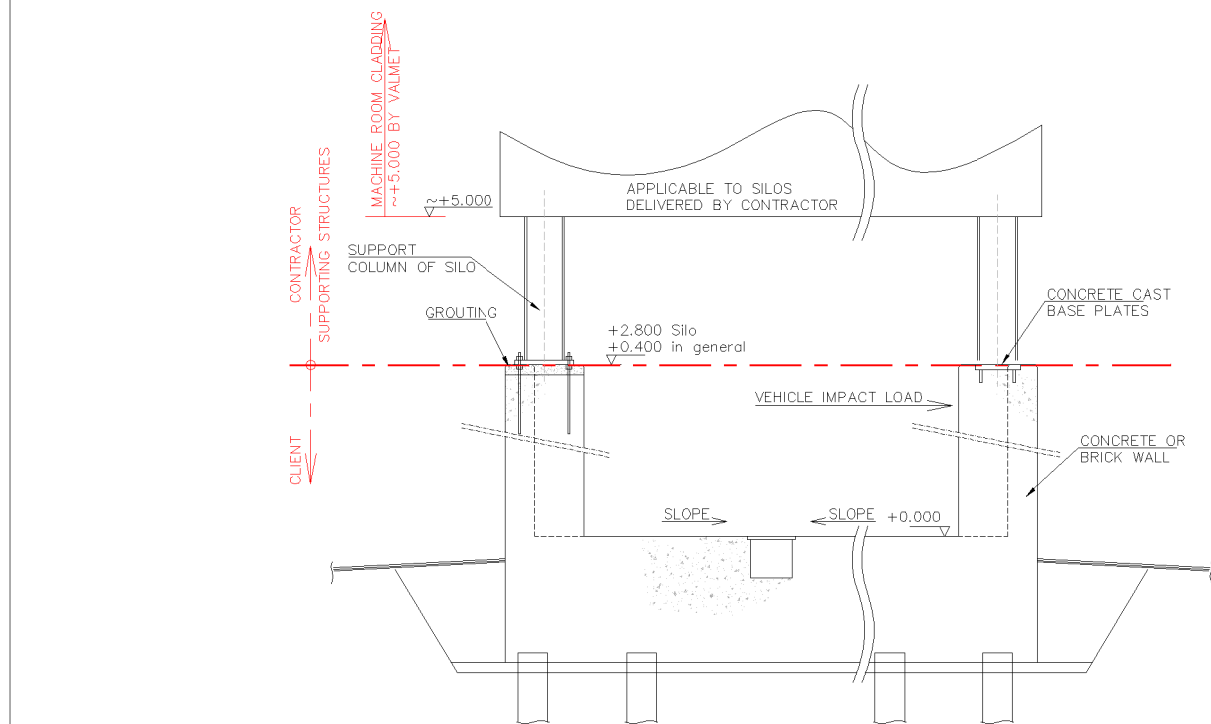 MACHINE ROOM CLADDING
~+5.000 BY VALMET
CONTRACTOR
SUPPORTING STRUCTURES
~+5.000
APPLICABLE TO SILOS
DELIVERED BY CONTRACTOR
SUPPORT
COLUMN OF SILO
GROUTING
+2.800 Silo
+0.400 in general
CONCRETE CAST
BASE PLATES
VEHICLE IMPACT LOAD
CLIENT
CONCRETE OR
BRICK WALL
SLOPE
SLOPE
+0.000